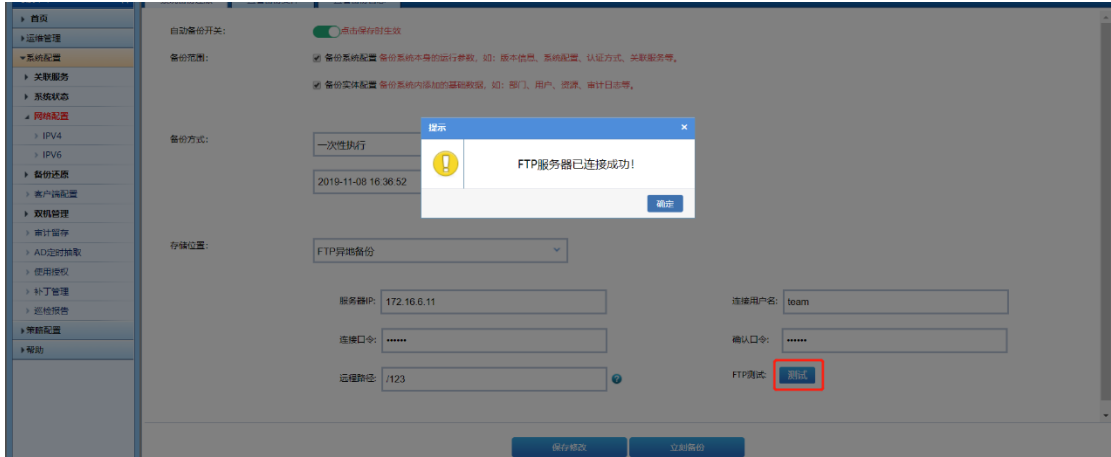 首页
运维管理
系统配置
关联服务
系统状态
网络配置
IPV4
IPV6
备份还原
客户端配置
双机管理
审计留存
AD定时抽取
使用授权
补丁管理
巡检报告
策略配置
帮助
自动备份开关:
点击保存时生效
备份范围:
备份系统配置 备份系统本身的运行参数，如：版本信息、系统配置、认证方式、关联服务等。
备份实体配置 备份系统内添加的基础数据，如：部门、用户、资源、审计日志等。
备份方式:
一次性执行
2019-11-08 16:36:52
提示
×
FTP服务器已连接成功!
确定
存储位置:
FTP异地备份
服务器IP: 172.16.6.11
连接用户名: team
连接口令: ••••••
确认口令: ••••••
远程路径: /123
FTP测试: 测试
保存修改
立刻备份